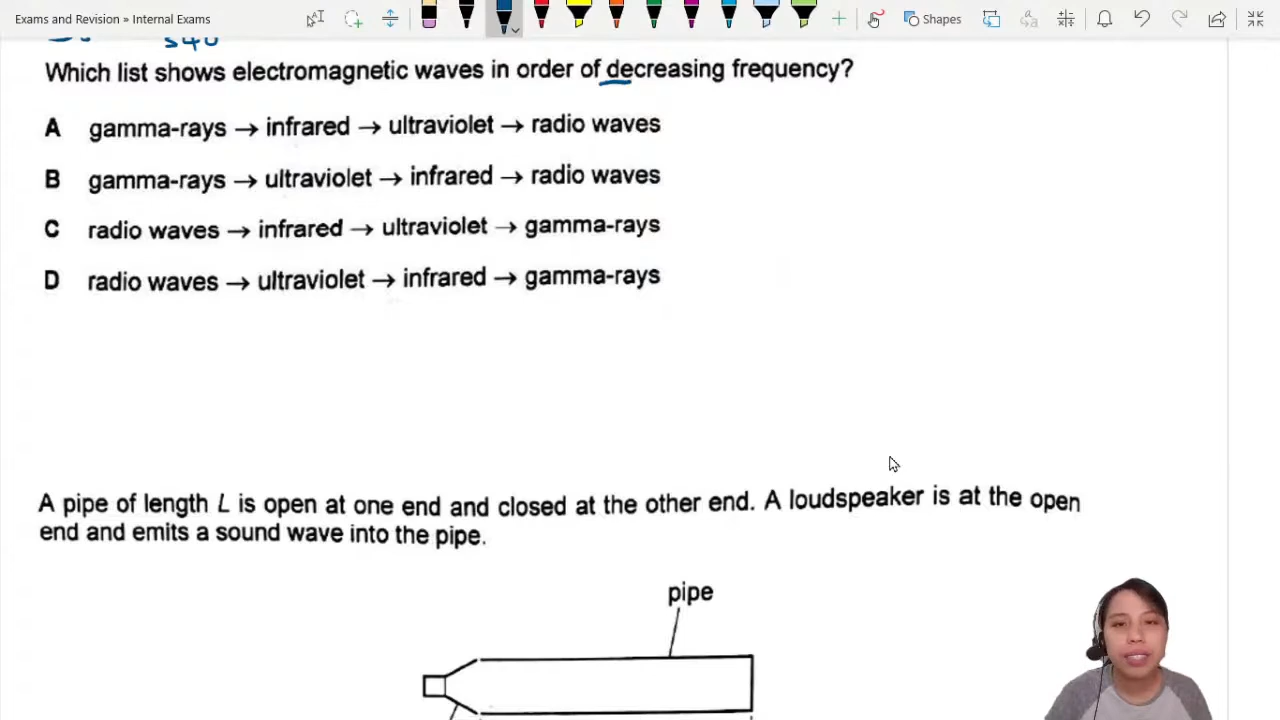 Exams and Revision » Internal Exams
Shapes
340
Which list shows electromagnetic waves in order of decreasing frequency?
A gamma-rays → infrared → ultraviolet → radio waves
B gamma-rays → ultraviolet → infrared → radio waves
C radio waves → infrared → ultraviolet → gamma-rays
D radio waves → ultraviolet → infrared → gamma-rays
A pipe of length L is open at one end and closed at the other end. A loudspeaker is at the open
end and emits a sound wave into the pipe.
pipe